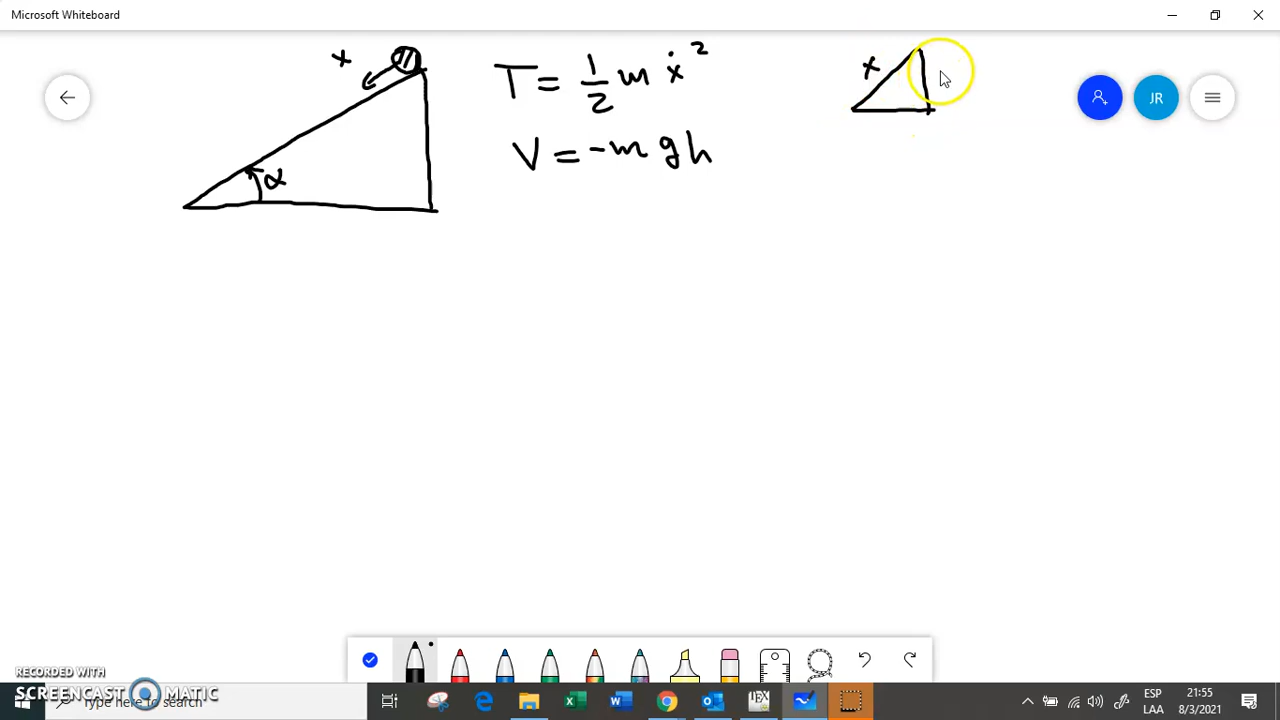 Microsoft Whiteboard
x
T = 1/2 m ẋ²
x
JR
V = -m g h
α
RECORDED WITH
SCREENCAST MATIC
Type here to search
ESP
LAA
21:55
8/3/2021